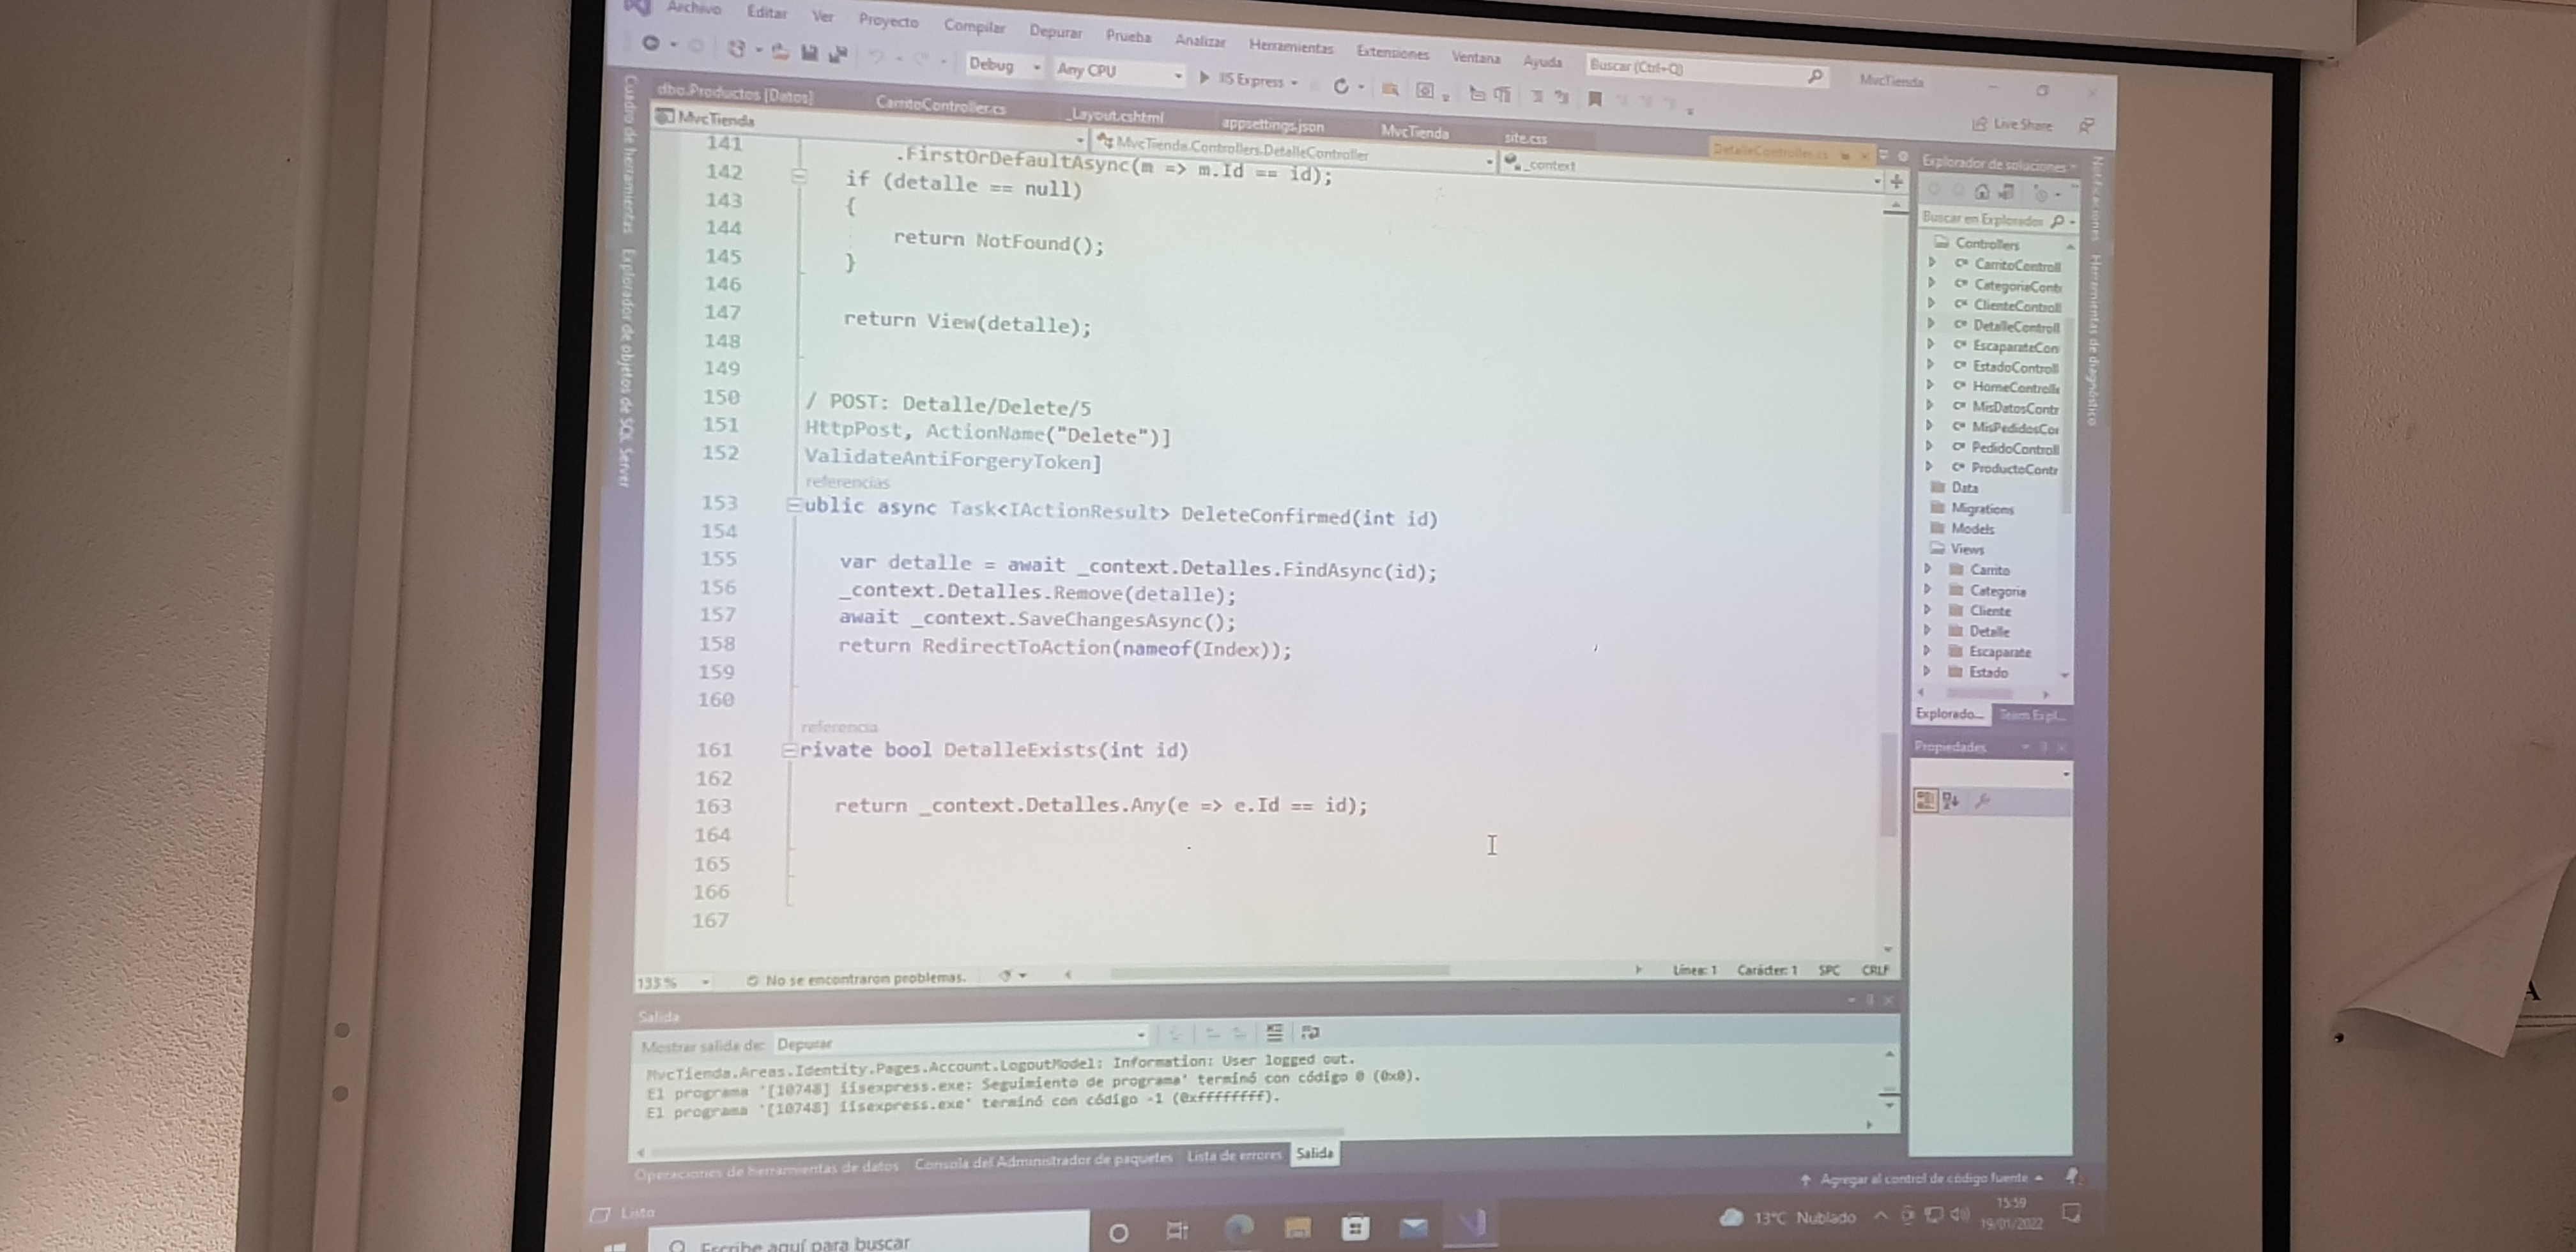 Archivo Editar Ver Proyecto Compilar Depurar Prueba Analizar Herramientas Extensiones Ventana Ayuda Buscar (Ctrl+Q) MvcTienda
Debug Any CPU IIS Express Live Share
dbo.Productos [Datos] CarritoController.cs _Layout.cshtml appsettings.json MvcTienda site.css DetalleController.cs
MvcTienda MvcTienda.Controllers.DetalleController _context
141 .FirstOrDefaultAsync(m => m.Id == id);
142 if (detalle == null)
143 {
144 return NotFound();
145 }
146
147 return View(detalle);
148
149
150 / POST: Detalle/Delete/5
151 HttpPost, ActionName("Delete")]
152 ValidateAntiForgeryToken]
referencias
153 ublic async Task<IActionResult> DeleteConfirmed(int id)
154
155 var detalle = await _context.Detalles.FindAsync(id);
156 _context.Detalles.Remove(detalle);
157 await _context.SaveChangesAsync();
158 return RedirectToAction(nameof(Index));
159
160
referencia
161 rivate bool DetalleExists(int id)
162
163 return _context.Detalles.Any(e => e.Id == id);
164
165
166
167
133 % No se encontraron problemas. Línea: 1 Carácter: 1 SPC CRLF
Salida
Mostrar salida de: Depurar
MvcTienda.Areas.Identity.Pages.Account.LogoutModel: Information: User logged out.
El programa '[10748] iisexpress.exe: Seguimiento de programa' terminó con código 0 (0x0).
El programa '[10748] iisexpress.exe' terminó con código -1 (0xffffffff).
Operaciones de herramientas de datos Consola del Administrador de paquetes Lista de errores Salida
Cuadro de herramientas Explorador de objetos de SQL Server
Explorador de soluciones
Buscar en Explorador
Controllers
C# CarritoControll
C# CategoriaContr
C# ClienteControll
C# DetalleControll
C# EscaparateCon
C# EstadoControll
C# HomeControlle
C# MisDatosContr
C# MisPedidosCor
C# PedidoControll
C# ProductoContr
Data
Migrations
Models
Views
Carrito
Categoria
Cliente
Detalle
Escaparate
Estado
Explorado... Team Expl...
Propiedades
Notificaciones Herramientas de diagnóstico
Agregar al control de código fuente
Listo
Escribe aquí para buscar
13°C Nublado
15:59
19/01/2022
A